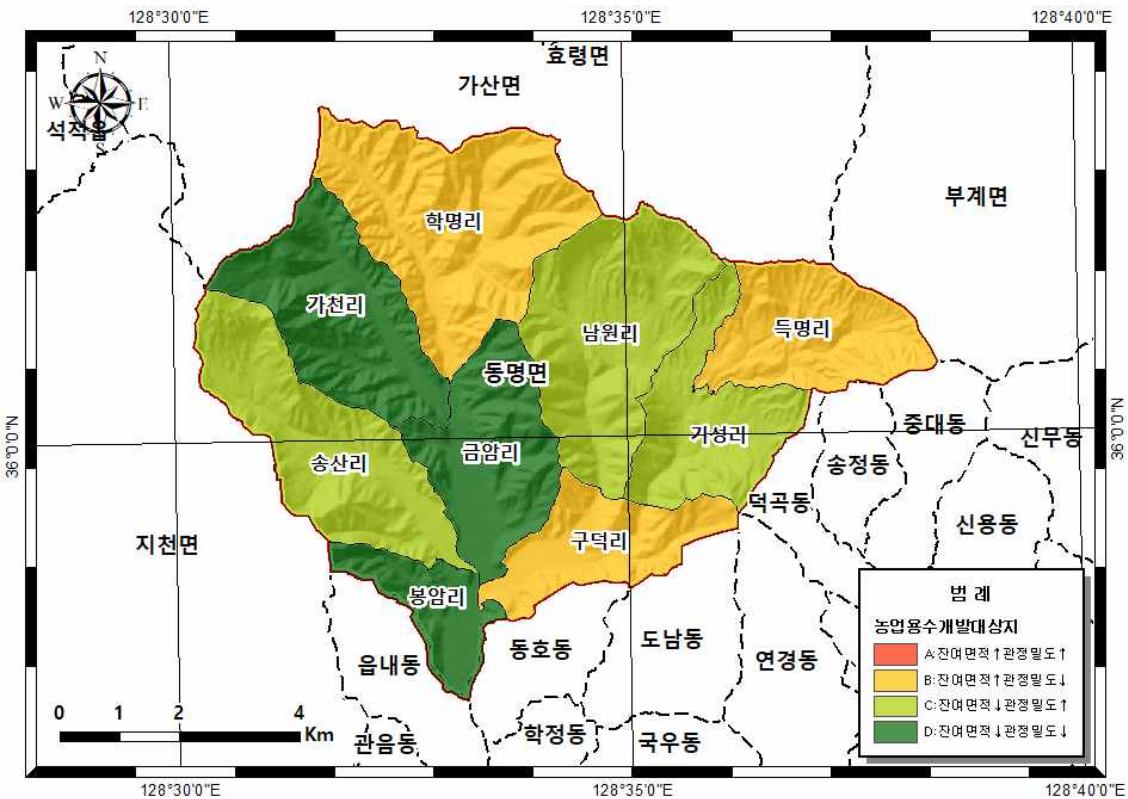 128°30'0"E
128°35'0"E
128°40'0"E
효령면
가산면
N
W
E
S
석적읍
부계면
학명리
가천리
남원리
득명리
동명면
중대동
가성리
신무동
36°0'0"N
36°0'0"N
금암리
송산리
송정동
덕곡동
신용동
지천면
구덕리
봉암리
범 례
농업용수개발대상지
A:잔여면적↑관정밀도↑
B:잔여면적↑관정밀도↓
C:잔여면적↓관정밀도↑
D:잔여면적↓관정밀도↓
동호동
도남동
연경동
읍내동
0 1 2 4
Km
관음동
학정동
국우동
128°30'0"E
128°35'0"E
128°40'0"E